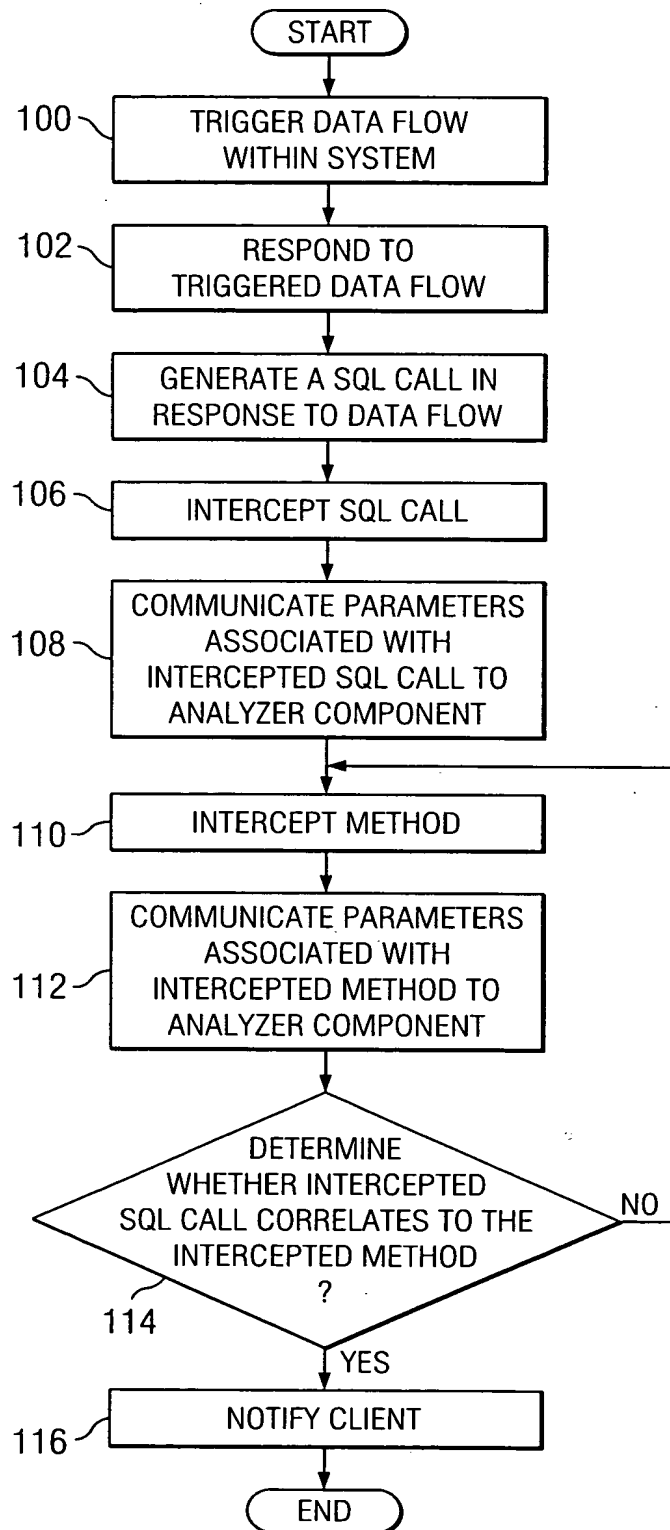 START
100
TRIGGER DATA FLOW
WITHIN SYSTEM
102
RESPOND TO
TRIGGERED DATA FLOW
104
GENERATE A SQL CALL IN
RESPONSE TO DATA FLOW
106
INTERCEPT SQL CALL
108
COMMUNICATE PARAMETERS
ASSOCIATED WITH
INTERCEPTED SQL CALL TO
ANALYZER COMPONENT
110
INTERCEPT METHOD
112
COMMUNICATE PARAMETERS
ASSOCIATED WITH
INTERCEPTED METHOD TO
ANALYZER COMPONENT
DETERMINE
WHETHER INTERCEPTED
SQL CALL CORRELATES TO THE
INTERCEPTED METHOD
?
NO
114
YES
116
NOTIFY CLIENT
END